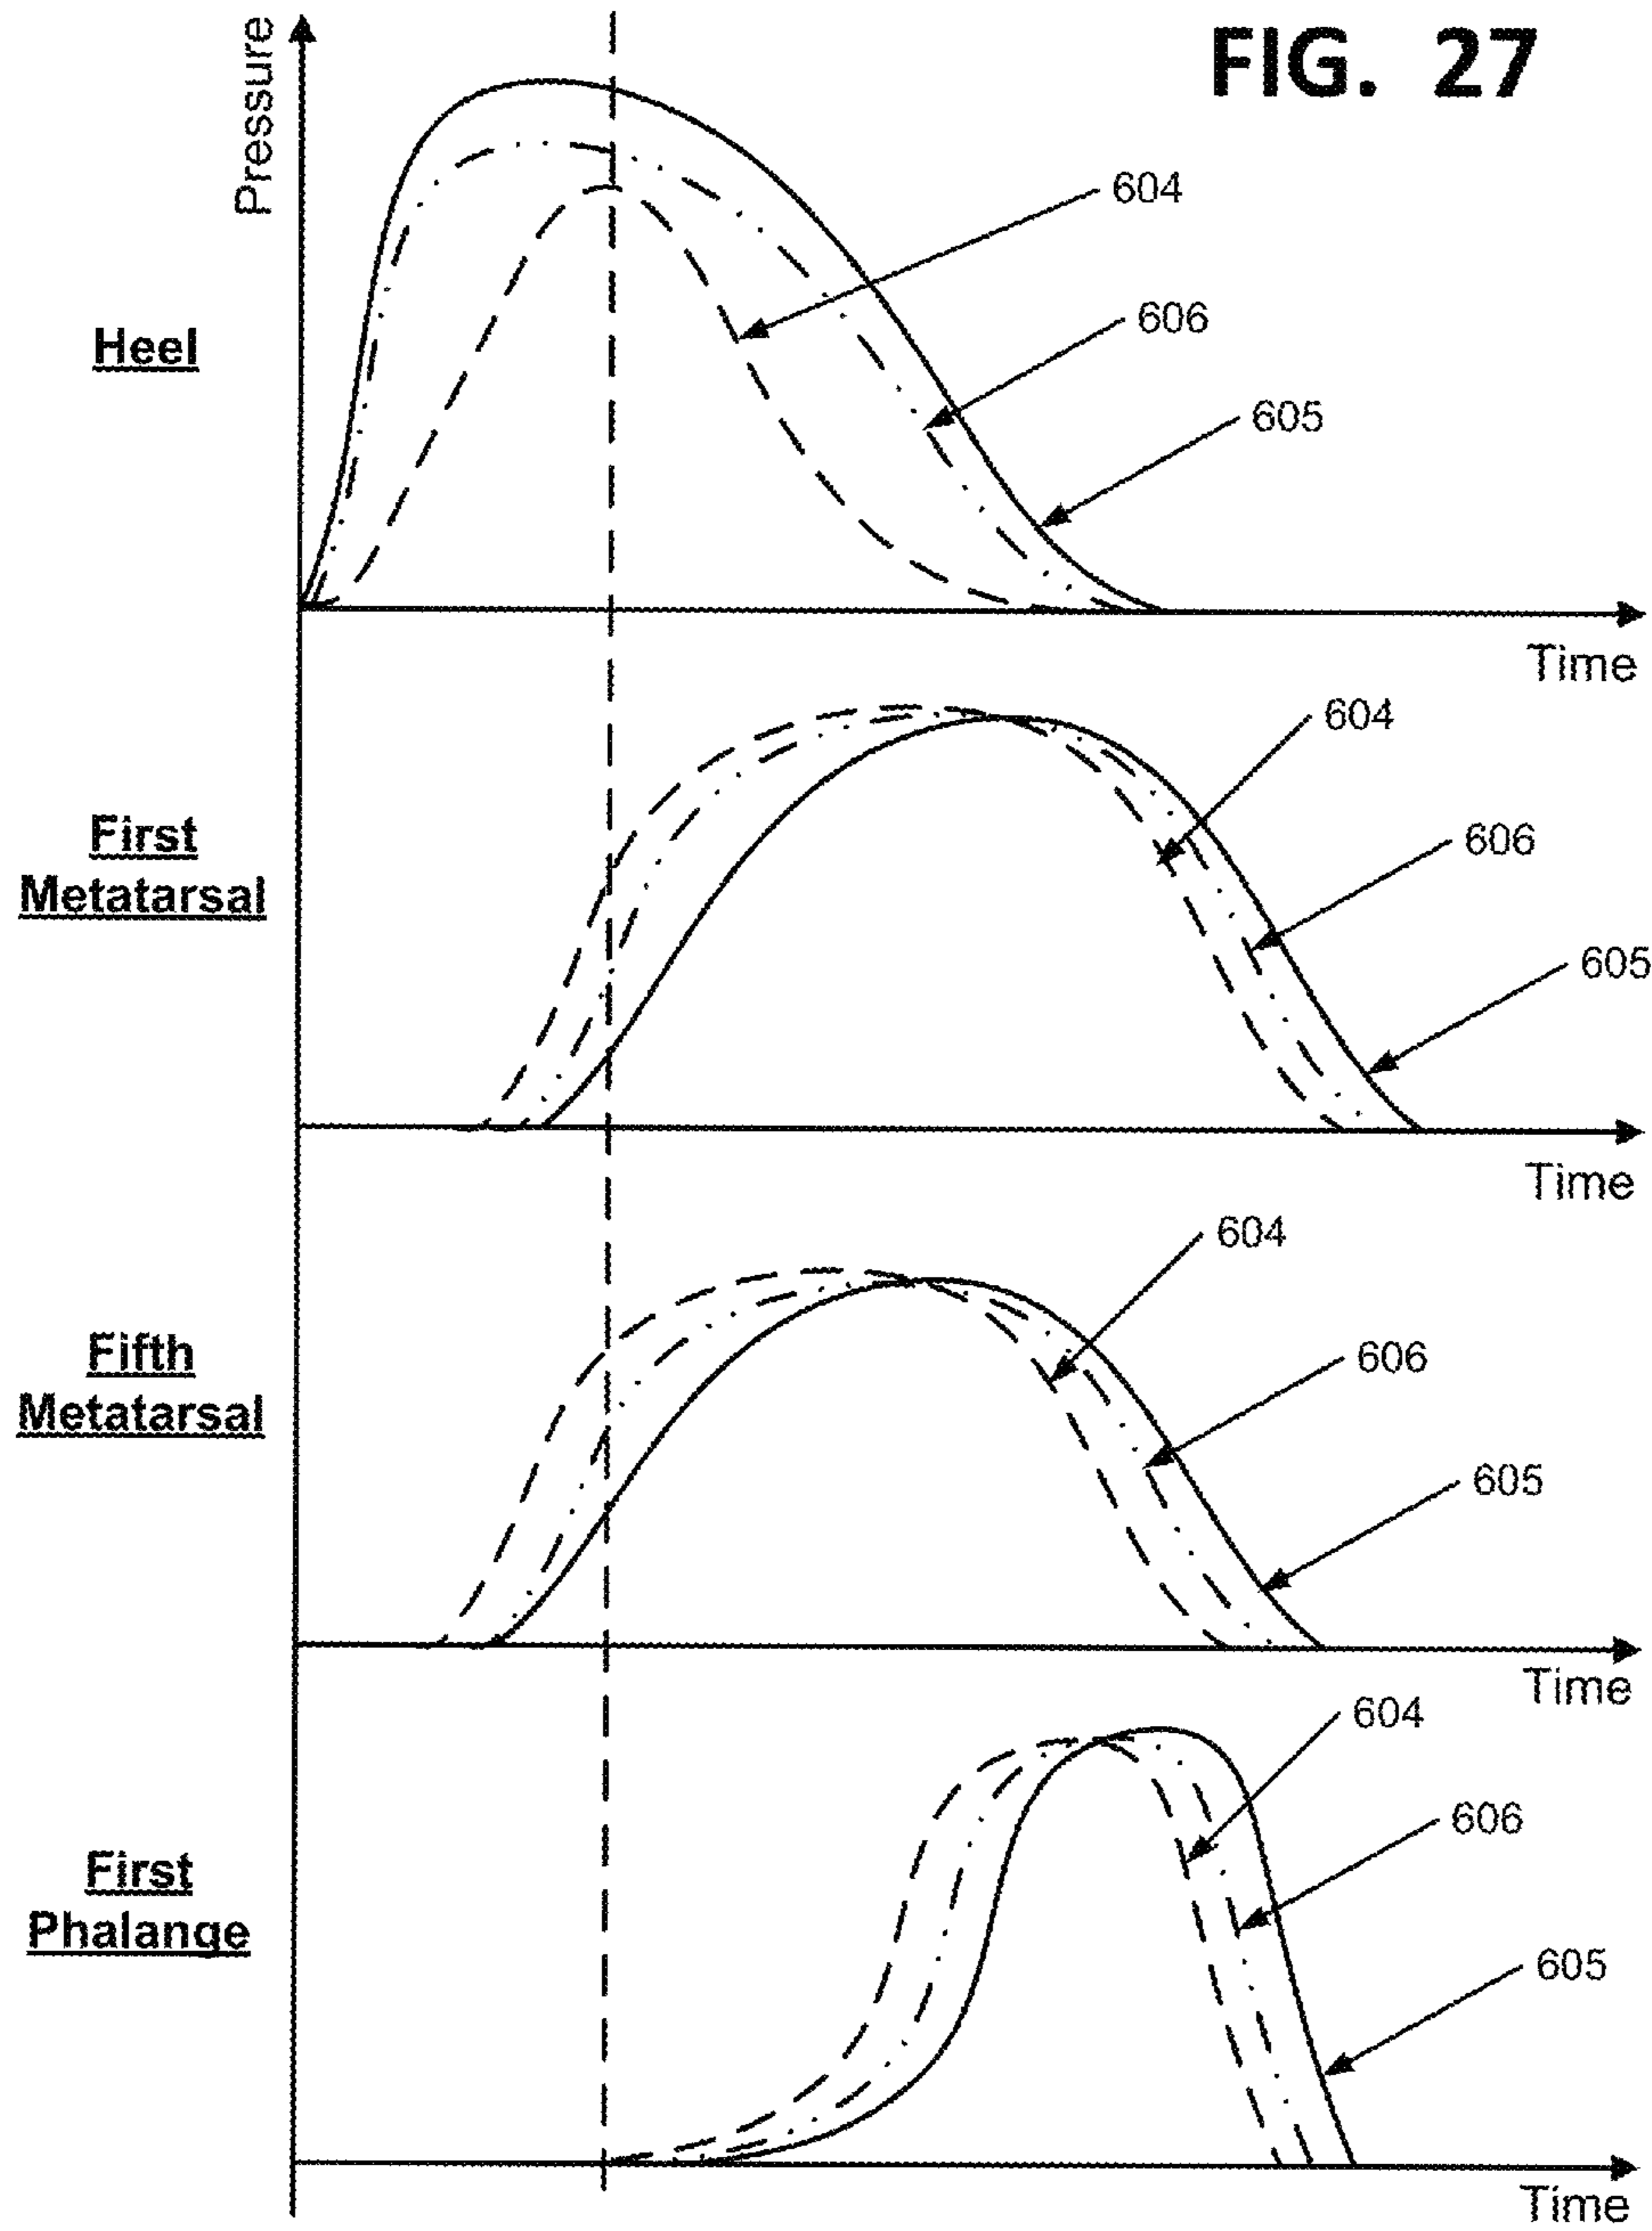 FIG. 27
Pressure
Heel
604
606
605
Time
First
Metatarsal
604
606
605
Time
Fifth
Metatarsal
604
606
605
Time
First
Phalange
604
606
605
Time